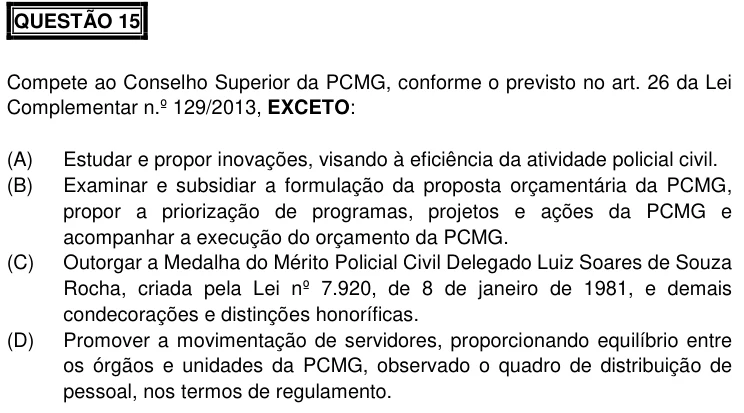 QUESTÃO 15
Compete ao Conselho Superior da PCMG, conforme o previsto no art. 26 da Lei
Complementar n.º 129/2013, EXCETO:
(A) Estudar e propor inovações, visando à eficiência da atividade policial civil.
(B) Examinar e subsidiar a formulação da proposta orçamentária da PCMG,
propor a priorização de programas, projetos e ações da PCMG e
acompanhar a execução do orçamento da PCMG.
(C) Outorgar a Medalha do Mérito Policial Civil Delegado Luiz Soares de Souza
Rocha, criada pela Lei nº 7.920, de 8 de janeiro de 1981, e demais
condecorações e distinções honoríficas.
(D) Promover a movimentação de servidores, proporcionando equilíbrio entre
os órgãos e unidades da PCMG, observado o quadro de distribuição de
pessoal, nos termos de regulamento.